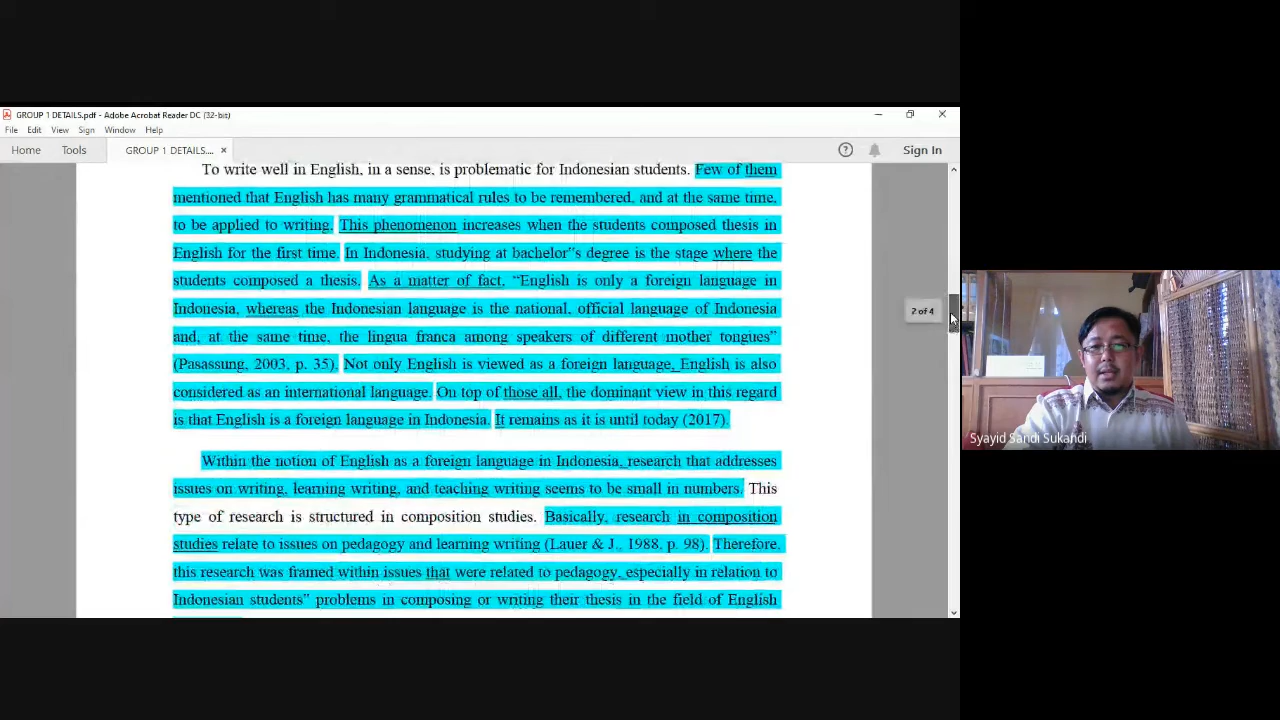 GROUP 1 DETAILS.pdf - Adobe Acrobat Reader DC (32-bit)
File Edit View Sign Window Help
Home Tools GROUP 1 DETAILS.... × Sign In
To write well in English, in a sense, is problematic for Indonesian students. Few of them
mentioned that English has many grammatical rules to be remembered, and at the same time,
to be applied to writing. This phenomenon increases when the students composed thesis in
English for the first time. In Indonesia, studying at bachelor"s degree is the stage where the
students composed a thesis. As a matter of fact, “English is only a foreign language in
Indonesia, whereas the Indonesian language is the national, official language of Indonesia
and, at the same time, the lingua franca among speakers of different mother tongues”
(Pasassung, 2003, p. 35). Not only English is viewed as a foreign language, English is also
considered as an international language. On top of those all, the dominant view in this regard
is that English is a foreign language in Indonesia. It remains as it is until today (2017).
2 of 4
Within the notion of English as a foreign language in Indonesia, research that addresses
issues on writing, learning writing, and teaching writing seems to be small in numbers. This
type of research is structured in composition studies. Basically, research in composition
studies relate to issues on pedagogy and learning writing (Lauer & J., 1988, p. 98). Therefore,
this research was framed within issues that were related to pedagogy, especially in relation to
Indonesian students" problems in composing or writing their thesis in the field of English
Syayid Sandi Sukandi